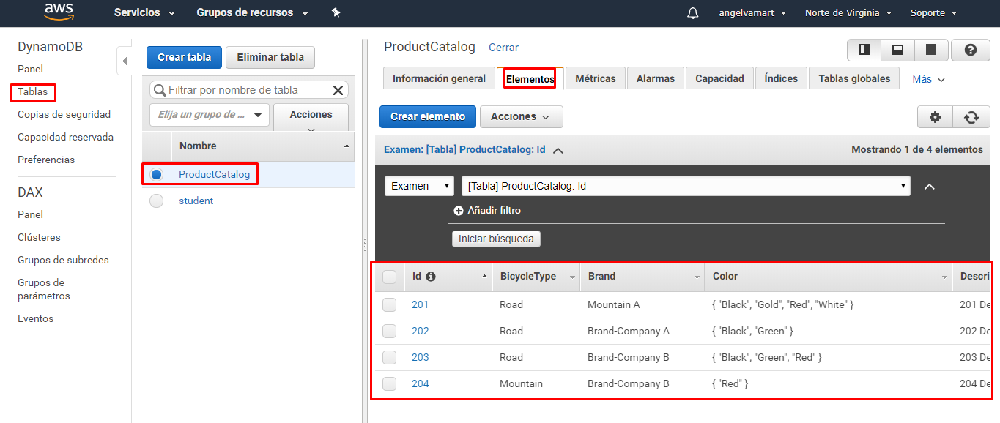 aws
Servicios
Grupos de recursos
angelvamart
Norte de Virginia
Soporte
DynamoDB
Panel
Tablas
Copias de seguridad
Capacidad reservada
Preferencias
DAX
Panel
Clústeres
Grupos de subredes
Grupos de
parámetros
Eventos
Crear tabla
Eliminar tabla
Filtrar por nombre de tabla
Elija un grupo de ...
Acciones
Nombre
ProductCatalog
student
ProductCatalog Cerrar
Información general
Elementos
Métricas
Alarmas
Capacidad
Índices
Tablas globales
Más
Crear elemento
Acciones
Examen: [Tabla] ProductCatalog: Id
Mostrando 1 de 4 elementos
Examen
[Tabla] ProductCatalog: Id
Añadir filtro
Iniciar búsqueda
Id BicycleType Brand Color Descri
201 Road Mountain A { "Black", "Gold", "Red", "White" } 201 De
202 Road Brand-Company A { "Black", "Green" } 202 De
203 Road Brand-Company B { "Black", "Green", "Red" } 203 De
204 Mountain Brand-Company B { "Red" } 204 De